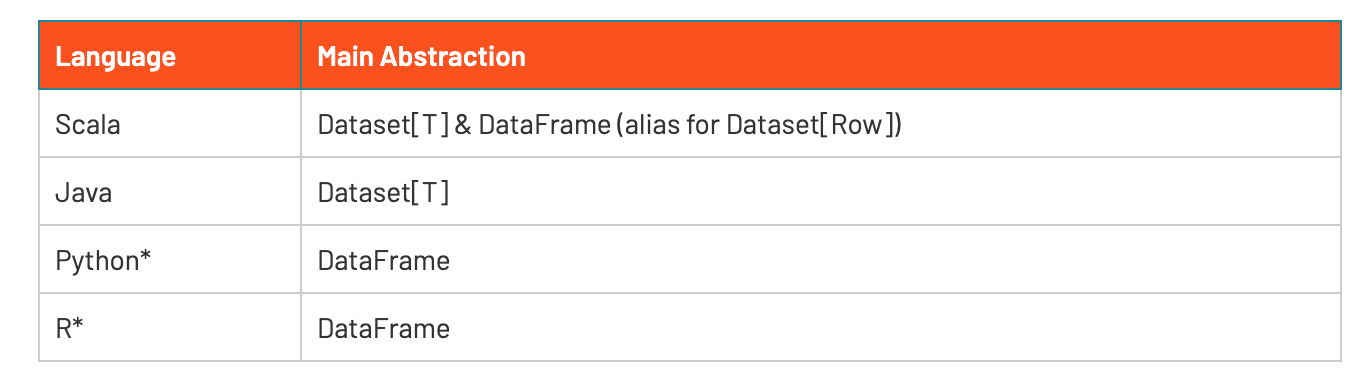 Language Main Abstraction
Scala Dataset[T] & DataFrame (alias for Dataset[Row])
Java Dataset[T]
Python* DataFrame
R* DataFrame